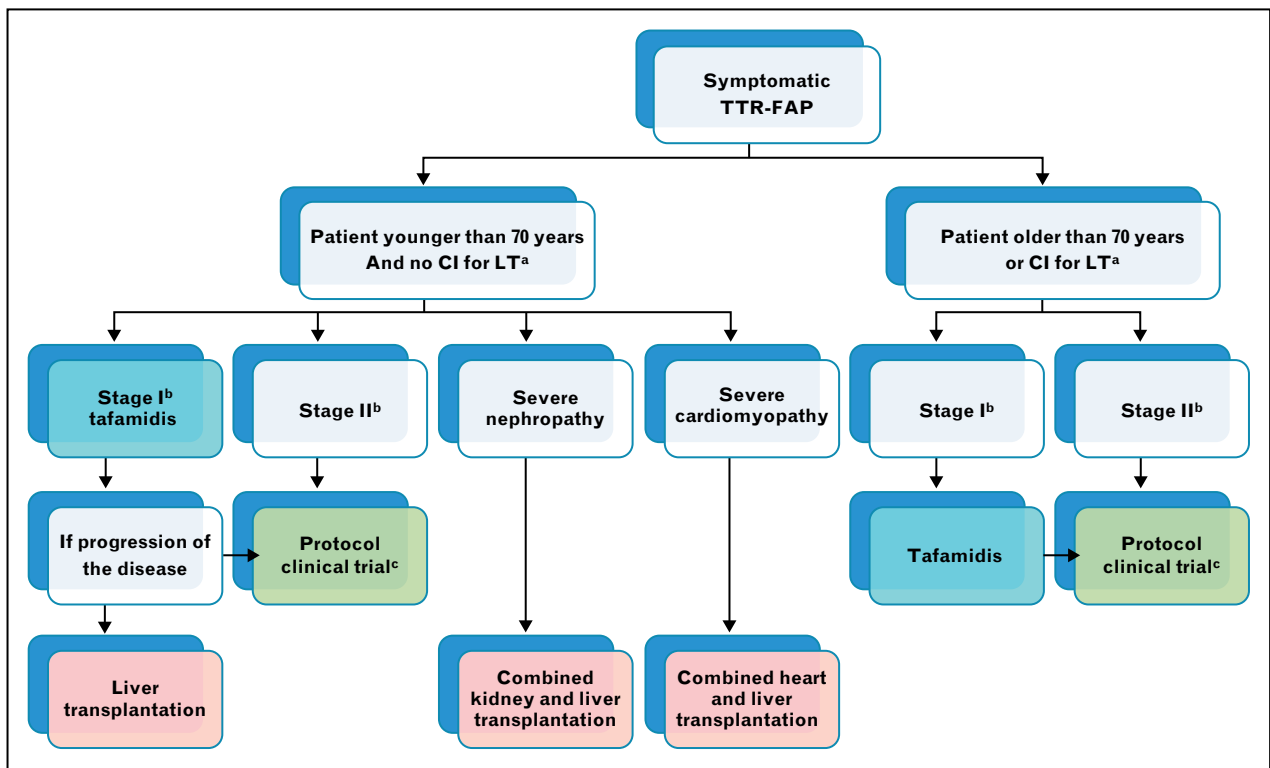 Symptomatic
TTR-FAP
Patient younger than 70 years
And no CI for LTᵃ
Patient older than 70 years
or CI for LTᵃ
Stage Iᵇ
tafamidis
Stage IIᵇ
Severe
nephropathy
Severe
cardiomyopathy
Stage Iᵇ
Stage IIᵇ
If progression of
the disease
Protocol
clinical trialᶜ
Tafamidis
Protocol
clinical trialᶜ
Liver
transplantation
Combined
kidney and liver
transplantation
Combined heart
and liver
transplantation